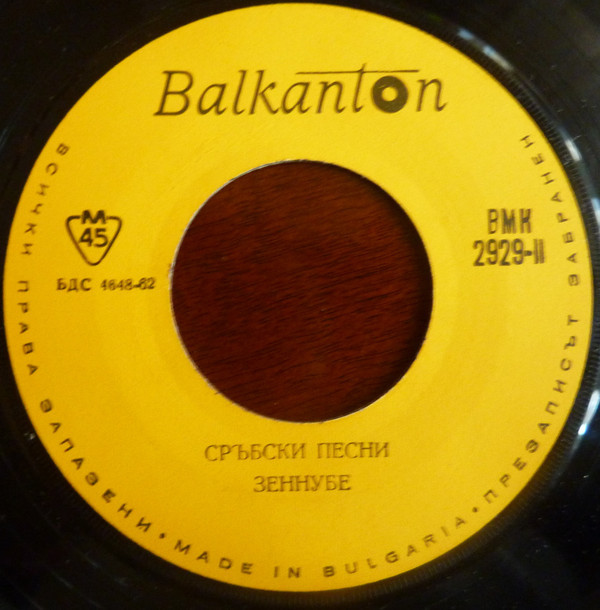 Balkanton
M
45
БДС 4648-62
ВМК
2929-II
СРЪБСКИ ПЕСНИ
ЗЕННУБЕ
ВСИЧКИ ПРАВА ЗАПАЗЕНИ • MADE IN BULGARIA • ПРЕЗАПИСЪТ ЗАБРАНЕН